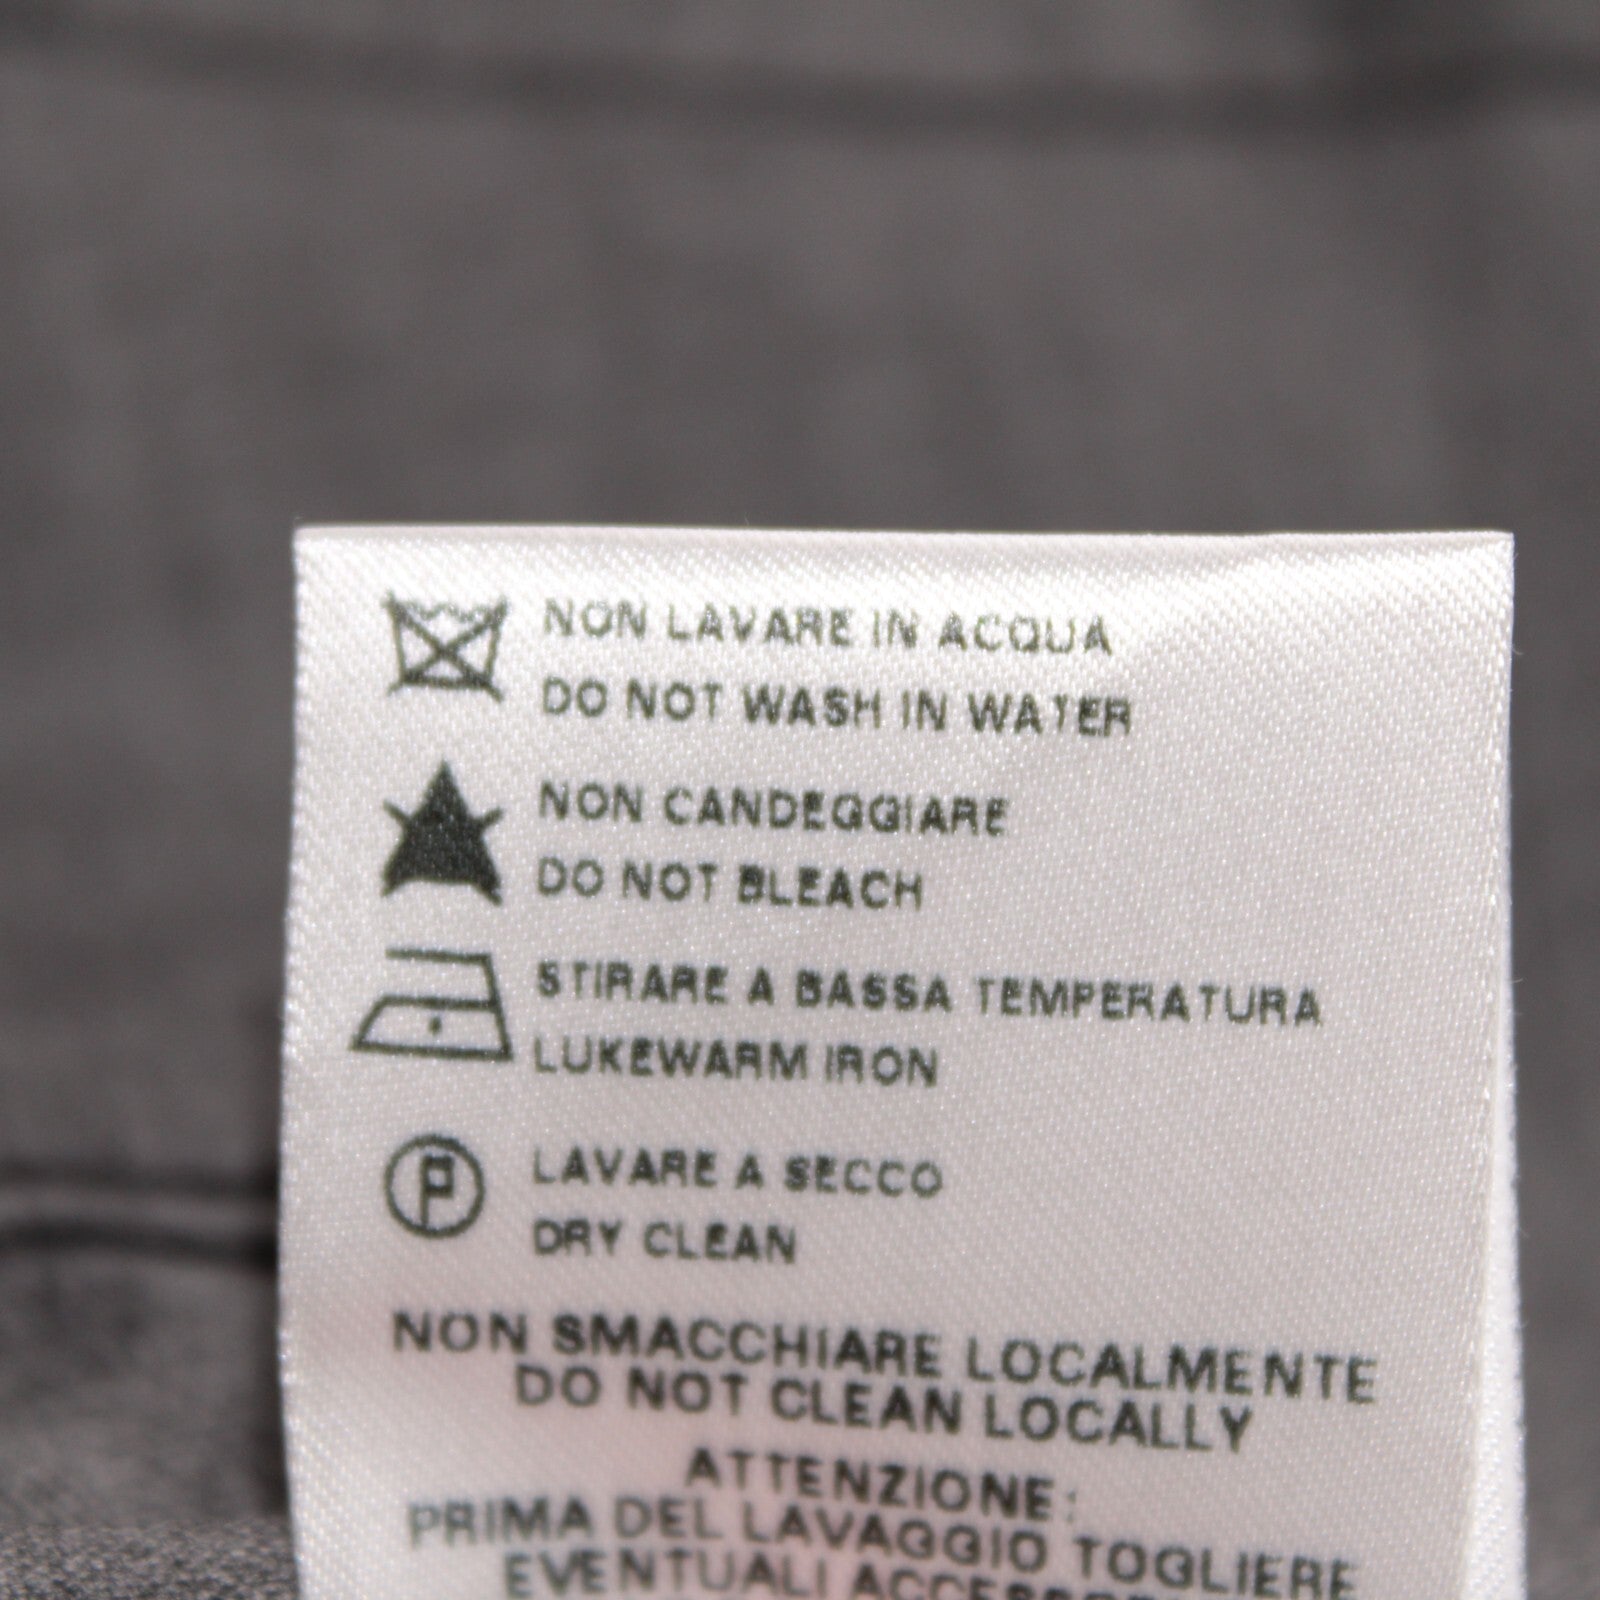 NON LAVARE IN ACQUA
DO NOT WASH IN WATER
NON CANDEGGIARE
DO NOT BLEACH
STIRARE A BASSA TEMPERATURA
LUKEWARM IRON
P
LAVARE A SECCO
DRY CLEAN
NON SMACCHIARE LOCALMENTE
DO NOT CLEAN LOCALLY
ATTENZIONE:
PRIMA DEL LAVAGGIO TOGLIERE
EVENTUALI